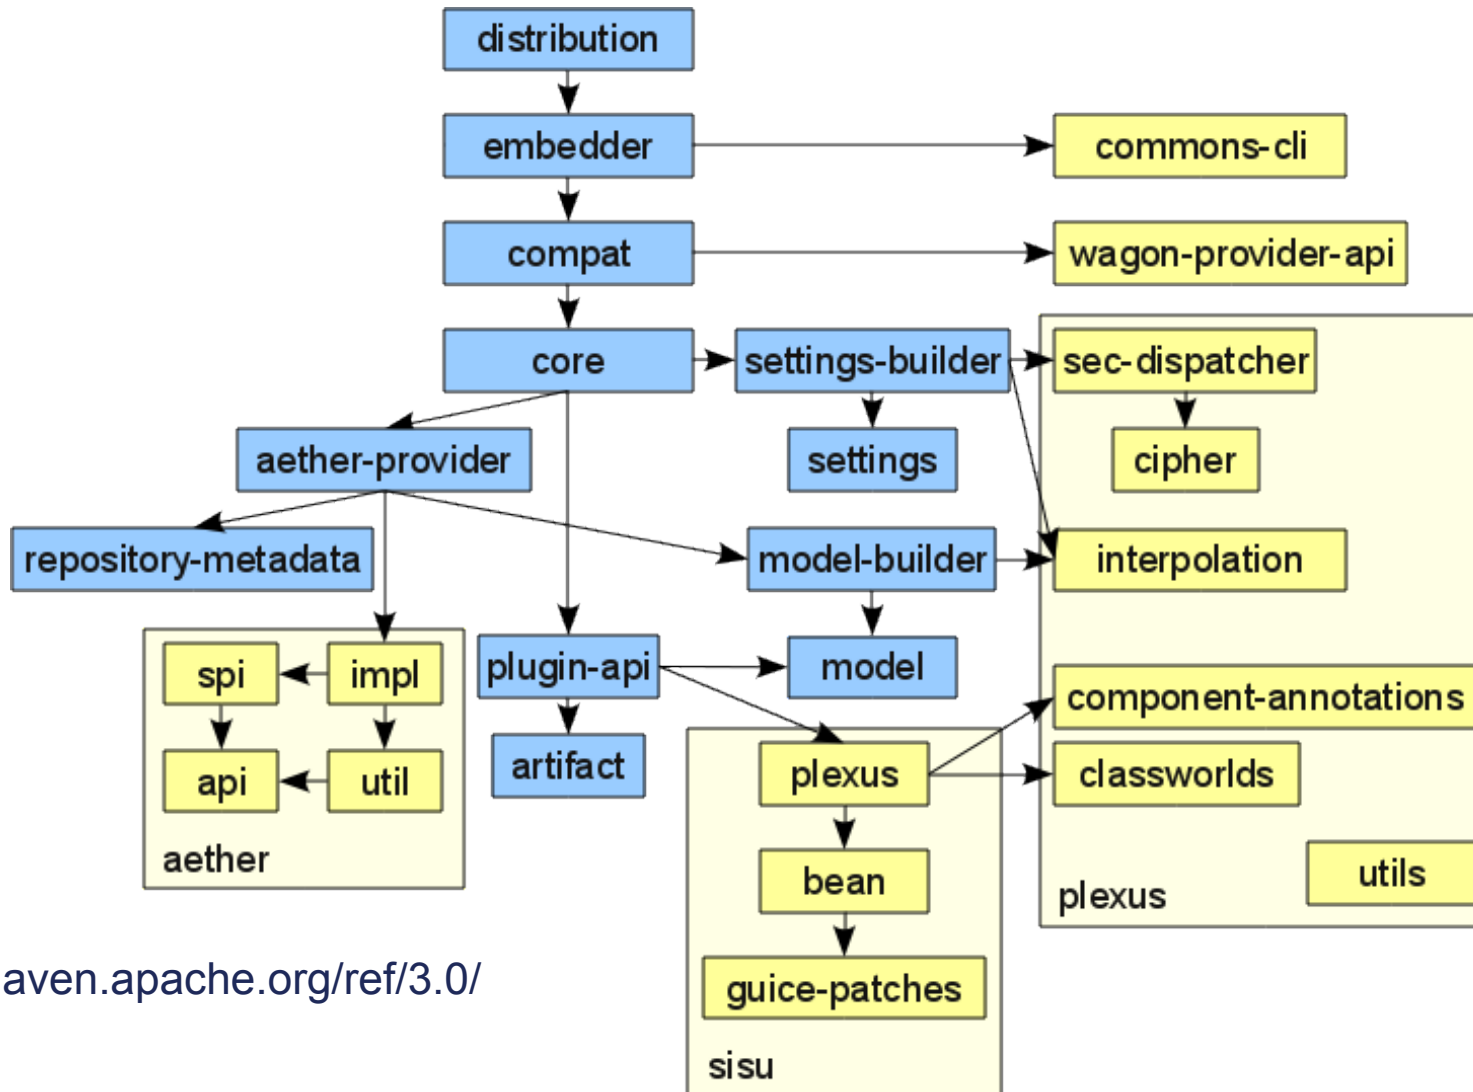 distribution
embedder
commons-cli
compat
wagon-provider-api
core
settings-builder
sec-dispatcher
aether-provider
settings
cipher
repository-metadata
model-builder
interpolation
spi
impl
plugin-api
model
component-annotations
api
util
artifact
plexus
classworlds
aether
bean
utils
plexus
aven.apache.org/ref/3.0/
guice-patches
sisu